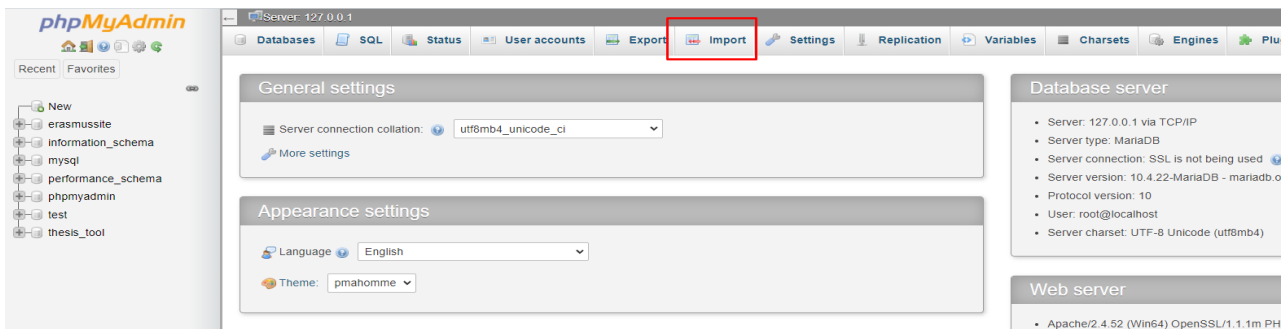 phpMyAdmin
Recent Favorites
New
erasmussite
information_schema
mysql
performance_schema
phpmyadmin
test
thesis_tool
Server: 127.0.0.1
Databases SQL Status User accounts Export Import Settings Replication Variables Charsets Engines Plu
General settings
Server connection collation: utf8mb4_unicode_ci
More settings
Appearance settings
Language English
Theme: pmahomme
Database server
Server: 127.0.0.1 via TCP/IP
Server type: MariaDB
Server connection: SSL is not being used
Server version: 10.4.22-MariaDB - mariadb.o
Protocol version: 10
User: root@localhost
Server charset: UTF-8 Unicode (utf8mb4)
Web server
Apache/2.4.52 (Win64) OpenSSL/1.1.1m PH